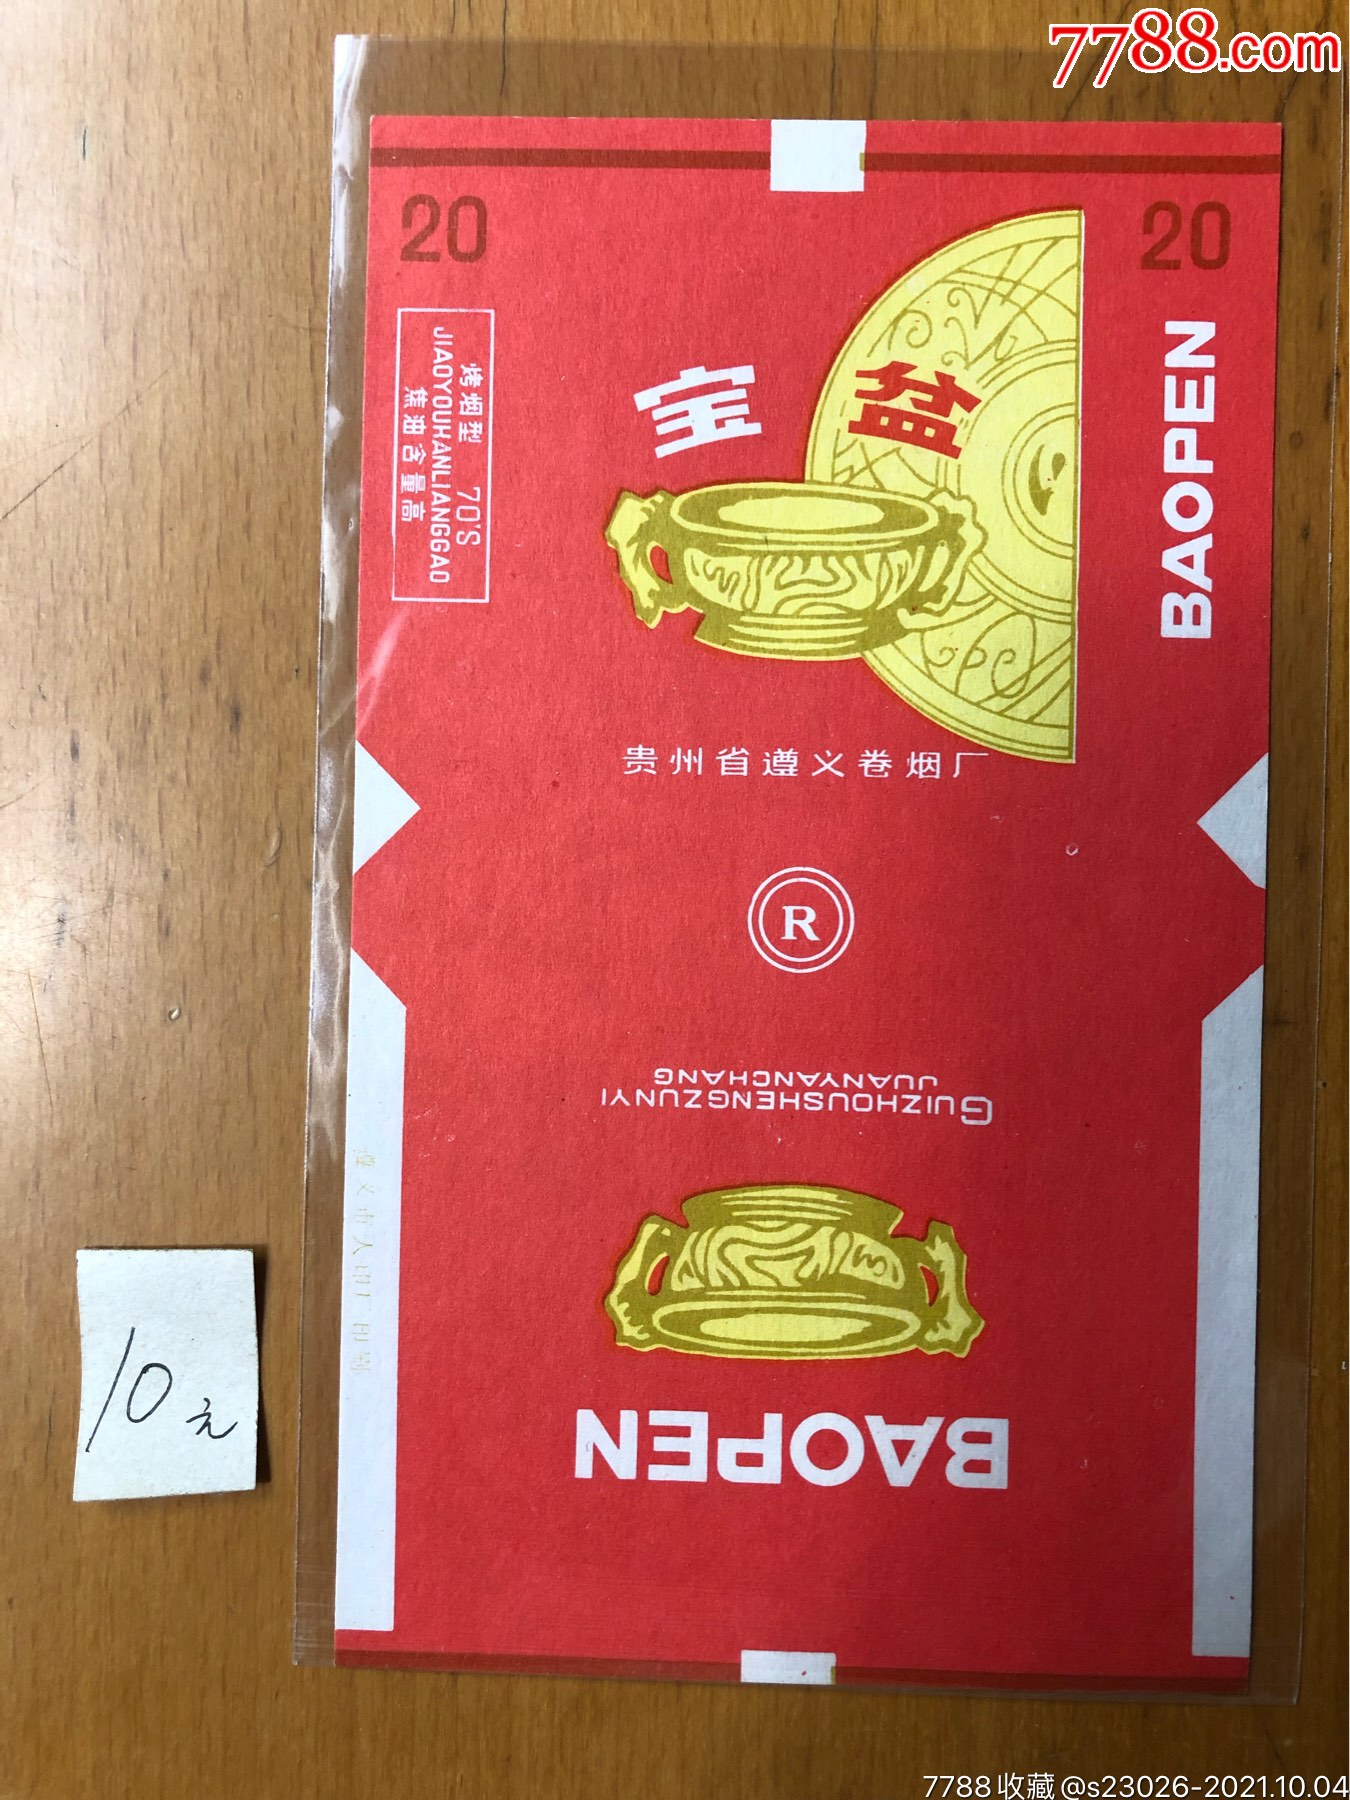 7788.com
20
20
宝盆
BAOPEN
烤烟型 70'S
JIAOYOUHANLIANGGAO
焦油含量高
贵州省遵义卷烟厂
R
GUIZHOUSHENGZUNYI
JUANYANCHANG
BAOPEN
10元
7788收藏@s23026-2021.10.04